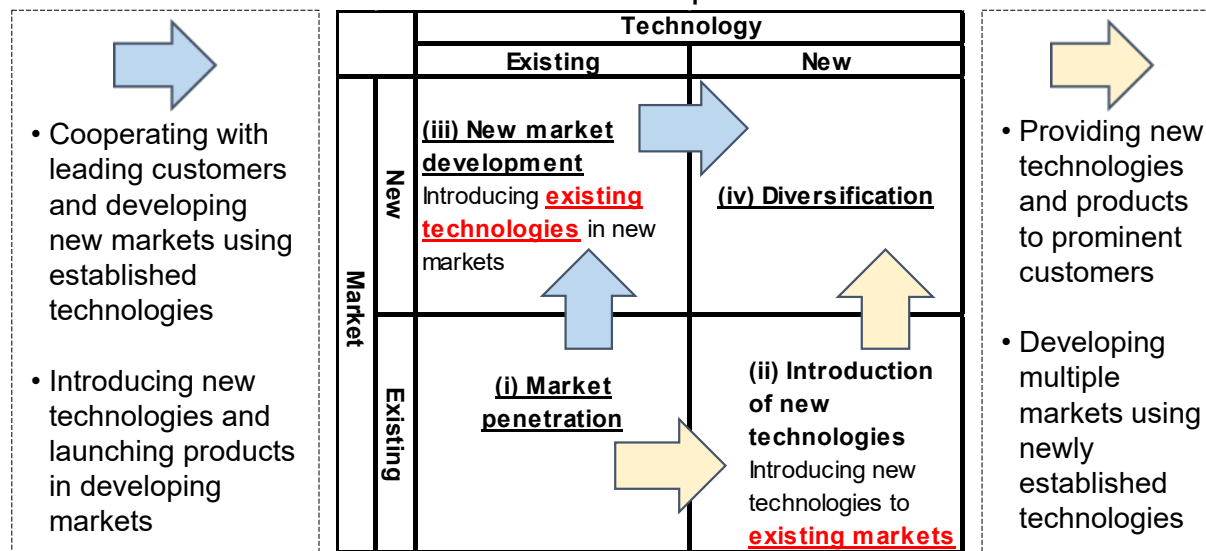 • Cooperating with
leading customers
and developing
new markets using
established
technologies
• Introducing new
technologies and
launching products
in developing
markets
Technology
Existing
New
Market
New
(iii) New market
development
Introducing existing
technologies in new
markets
(iv) Diversification
Existing
(i) Market
penetration
(ii) Introduction
of new
technologies
Introducing new
technologies to
existing markets
• Providing new
technologies
and products
to prominent
customers
• Developing
multiple
markets using
newly
established
technologies